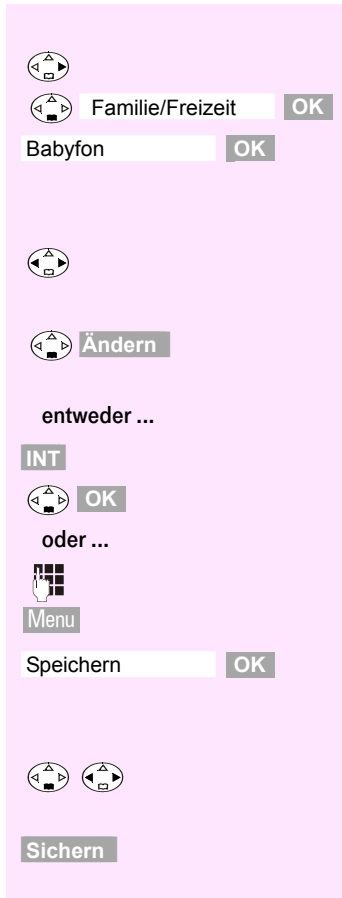 Familie/Freizeit OK
Babyfon OK
Ändern
entweder ...
INT
OK
oder ...
Menu
Speichern OK
Sichern